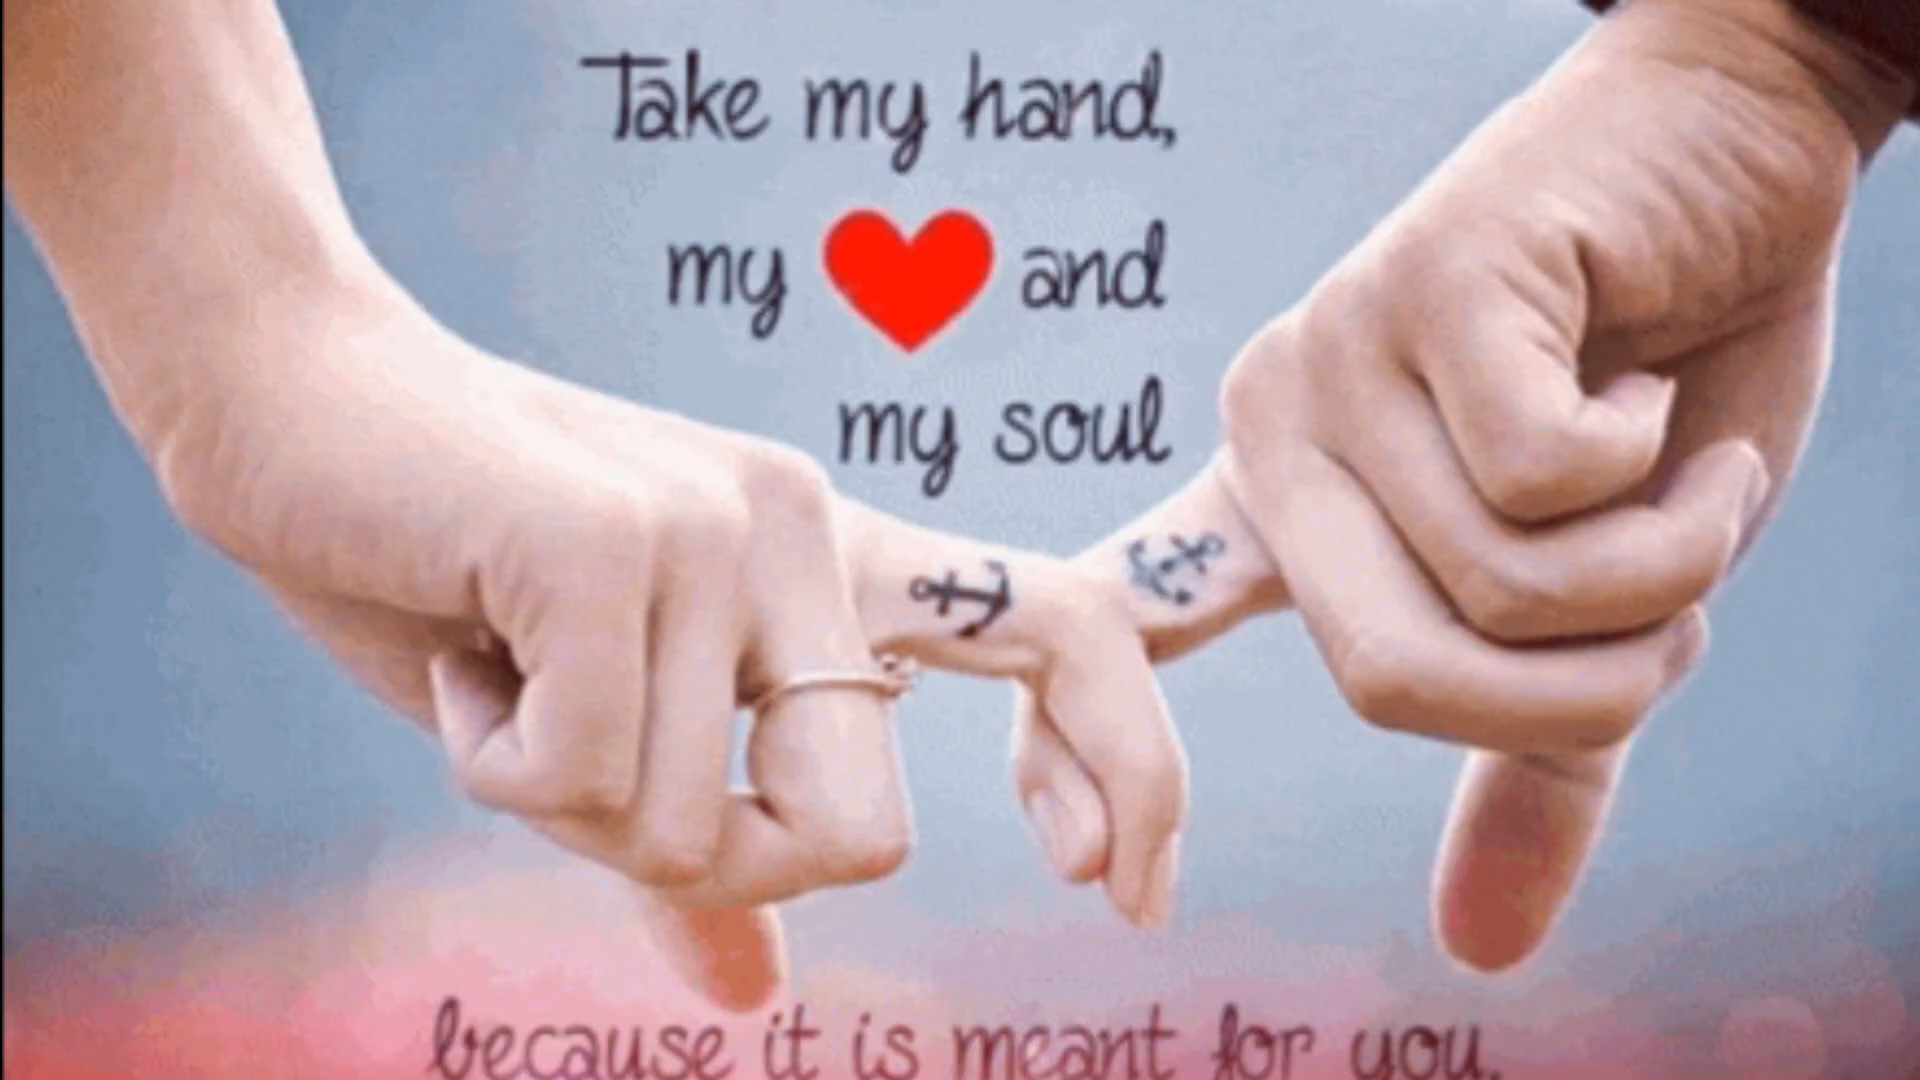 Take my hand,
my ❤ and
my soul
because it is meant for you.